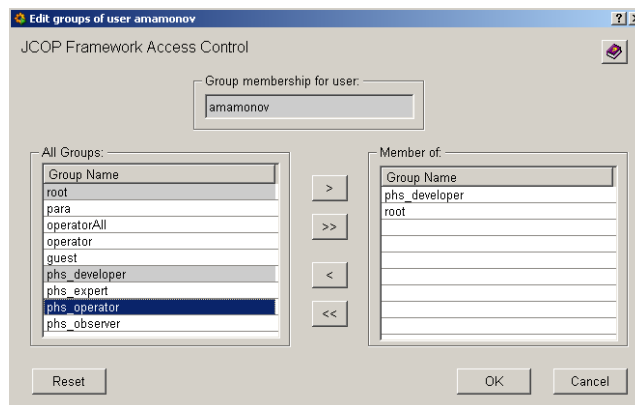 Edit groups of user amamonov
JCOP Framework Access Control
Group membership for user:
amamonov
All Groups:
Group Name
root
para
operatorAll
operator
guest
phs_developer
phs_expert
phs_operator
phs_observer
>
>>
<
<<
Member of:
Group Name
phs_developer
root
Reset
OK
Cancel